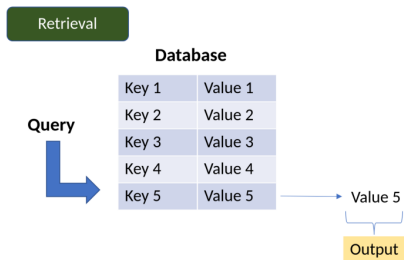 Retrieval
Database
Key 1 Value 1
Key 2 Value 2
Query
Key 3 Value 3
Key 4 Value 4
Key 5 Value 5
Value 5
Output